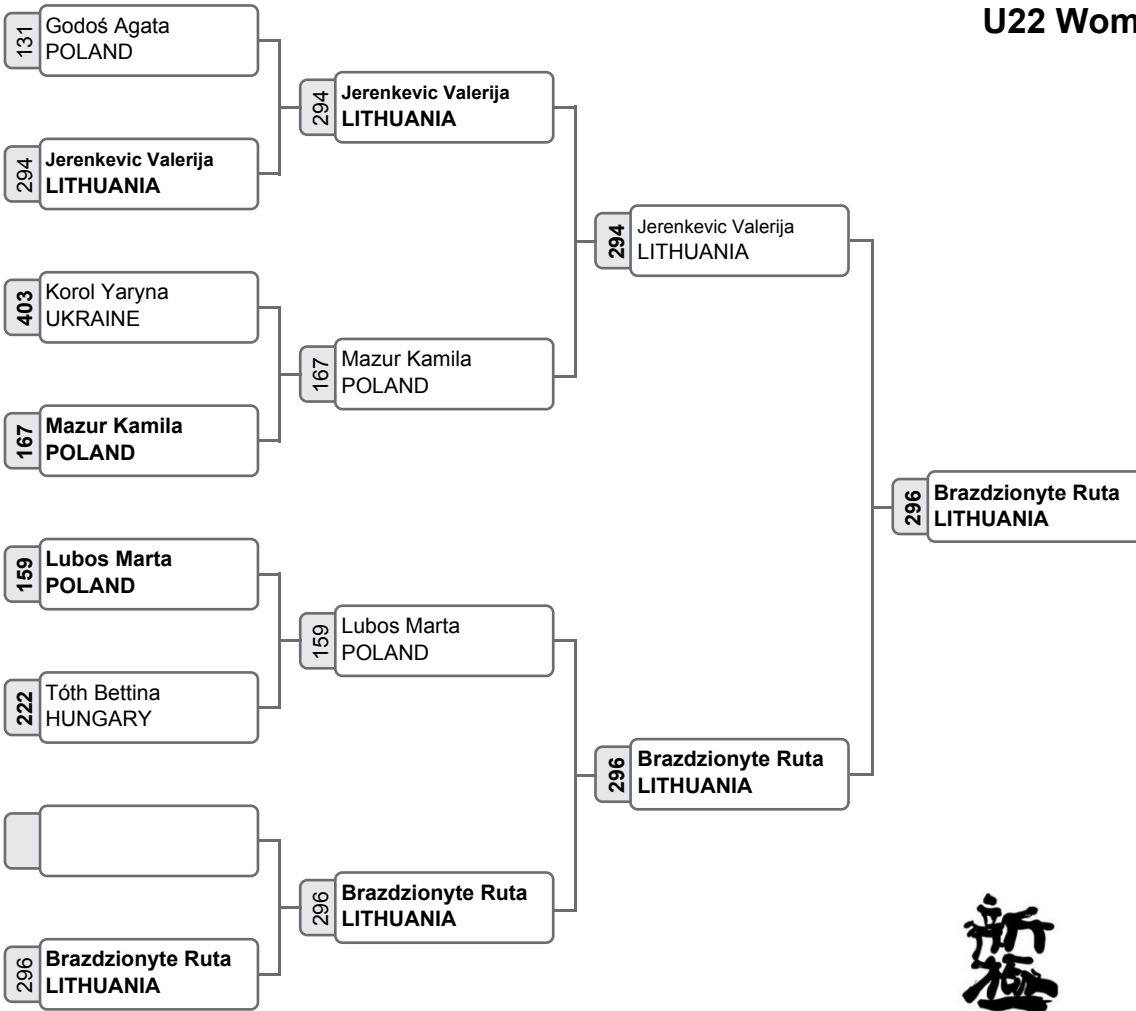 U22 Wom
131
Godoś Agata
POLAND
294
Jerenkevic Valerija
LITHUANIA
294
Jerenkevic Valerija
LITHUANIA
294
Jerenkevic Valerija
LITHUANIA
403
Korol Yaryna
UKRAINE
167
Mazur Kamila
POLAND
167
Mazur Kamila
POLAND
296
Brazdzionyte Ruta
LITHUANIA
159
Lubos Marta
POLAND
159
Lubos Marta
POLAND
222
Tóth Bettina
HUNGARY
296
Brazdzionyte Ruta
LITHUANIA
296
Brazdzionyte Ruta
LITHUANIA
296
Brazdzionyte Ruta
LITHUANIA
新極